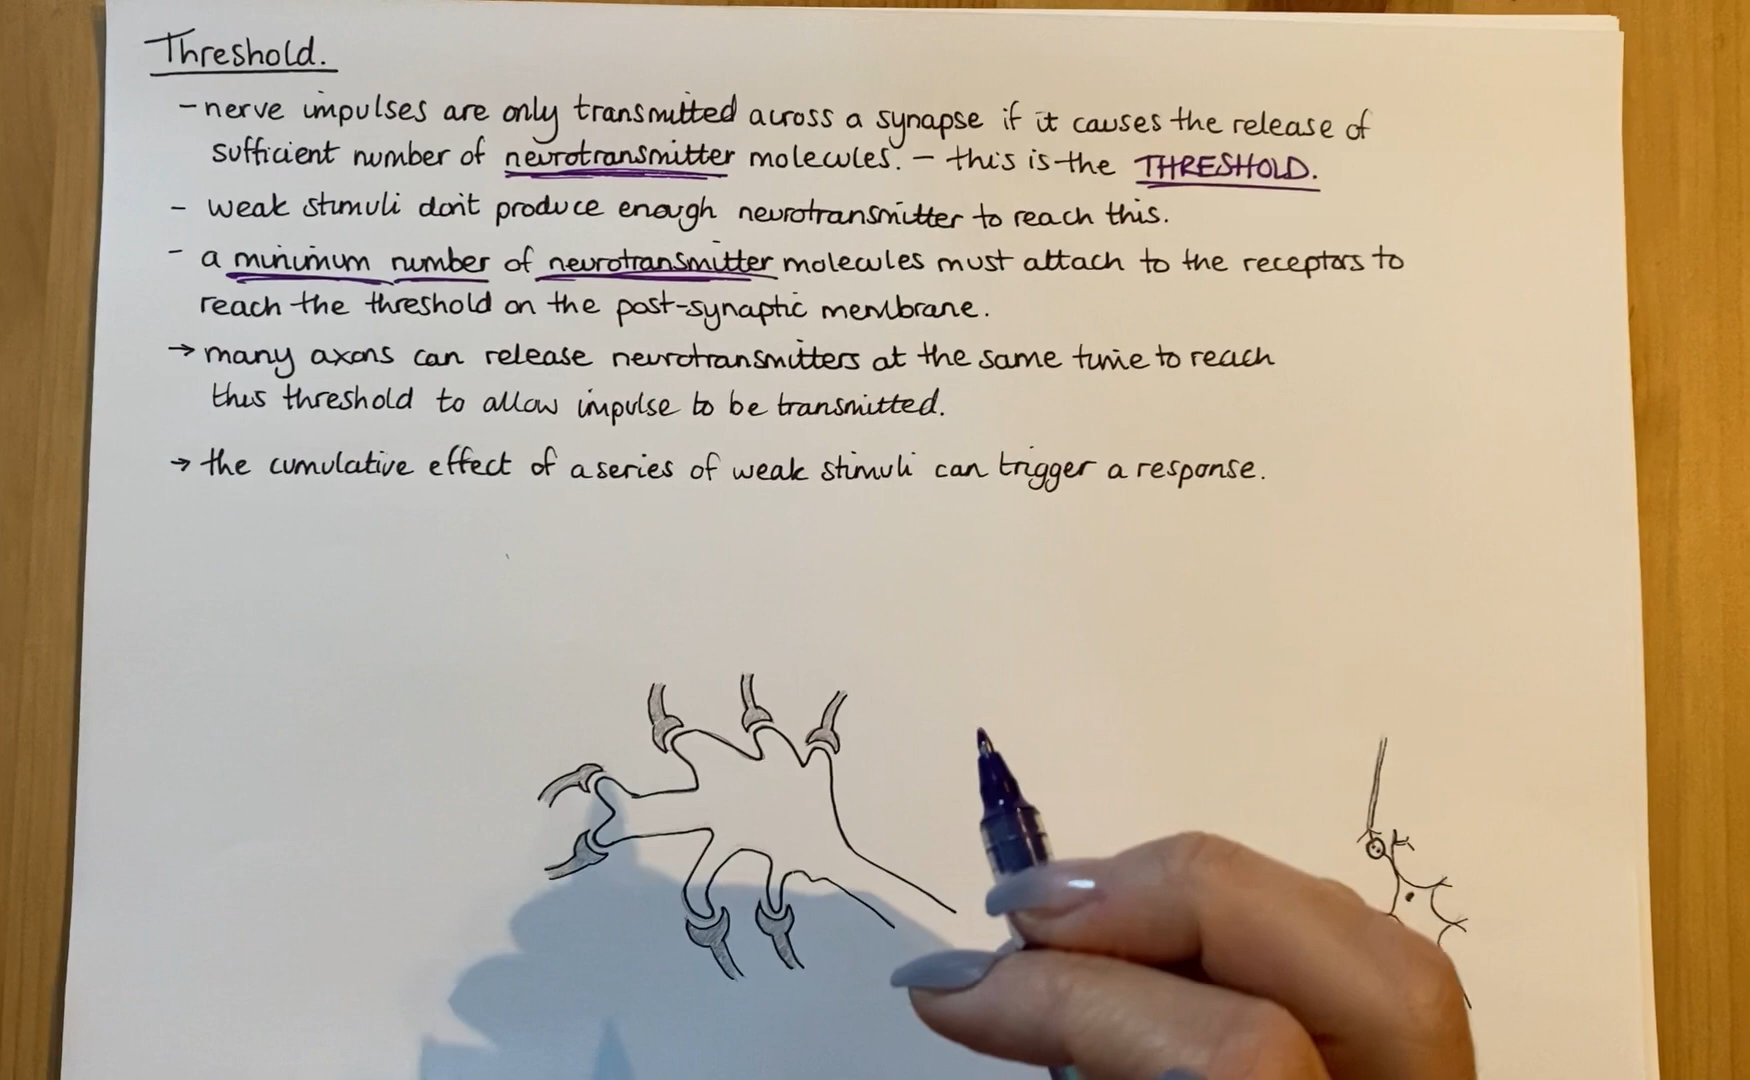 Threshold.
- nerve impulses are only transmitted across a synapse if it causes the release of
sufficient number of neurotransmitter molecules. - this is the THRESHOLD.
- weak stimuli don't produce enough neurotransmitter to reach this.
- a minimum number of neurotransmitter molecules must attach to the receptors to
reach the threshold on the post-synaptic membrane.
→ many axons can release neurotransmitters at the same time to reach
this threshold to allow impulse to be transmitted.
→ the cumulative effect of a series of weak stimuli can trigger a response.